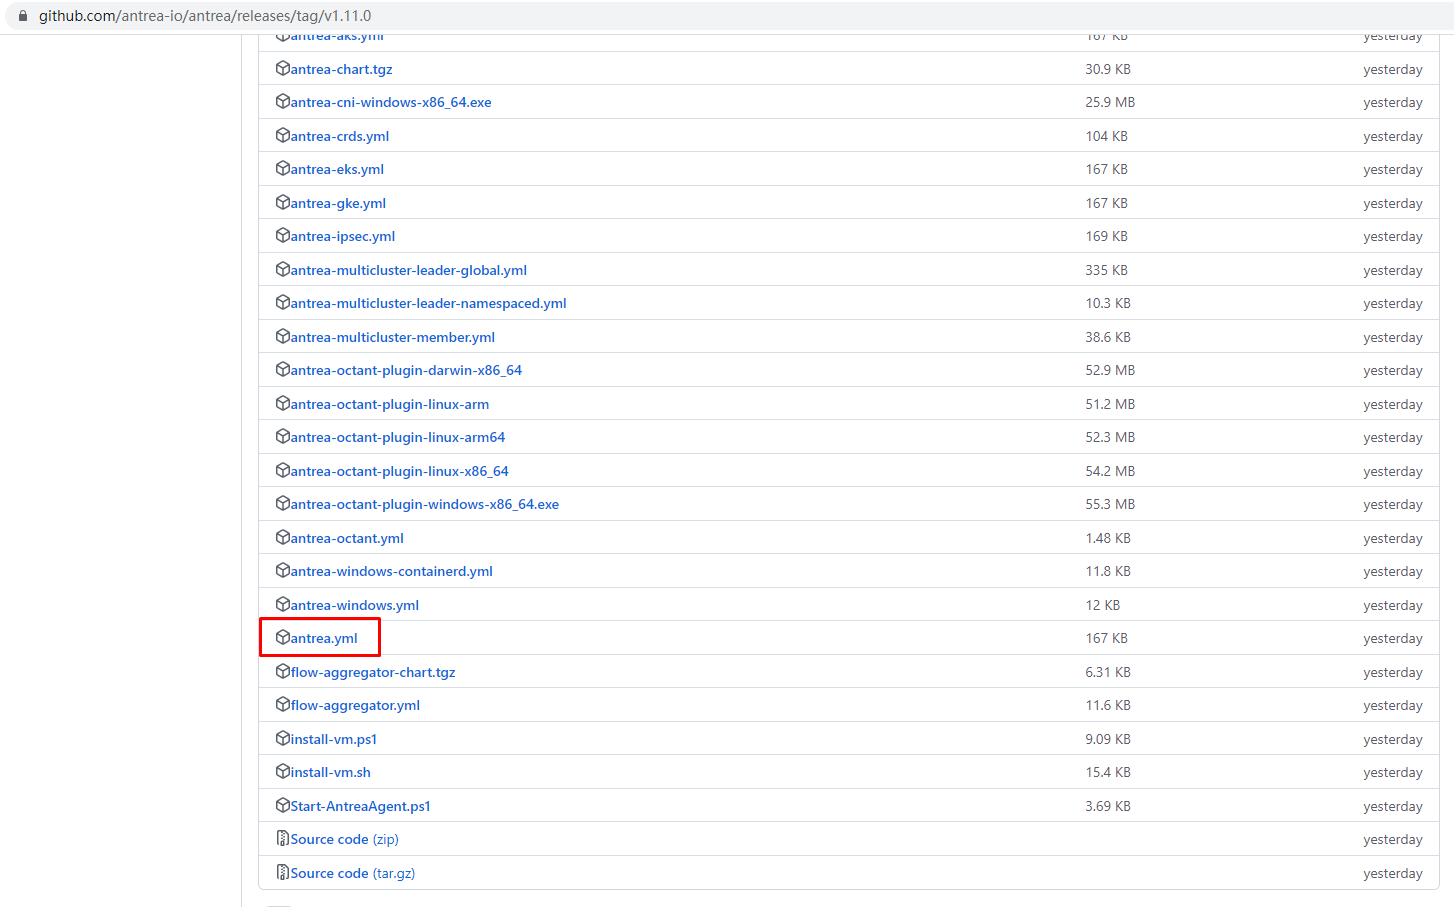 github.com/antrea-io/antrea/releases/tag/v1.11.0
antrea-aks.yml 167 KB yesterday
antrea-chart.tgz 30.9 KB yesterday
antrea-cni-windows-x86_64.exe 25.9 MB yesterday
antrea-crds.yml 104 KB yesterday
antrea-eks.yml 167 KB yesterday
antrea-gke.yml 167 KB yesterday
antrea-ipsec.yml 169 KB yesterday
antrea-multicluster-leader-global.yml 335 KB yesterday
antrea-multicluster-leader-namespaced.yml 10.3 KB yesterday
antrea-multicluster-member.yml 38.6 KB yesterday
antrea-octant-plugin-darwin-x86_64 52.9 MB yesterday
antrea-octant-plugin-linux-arm 51.2 MB yesterday
antrea-octant-plugin-linux-arm64 52.3 MB yesterday
antrea-octant-plugin-linux-x86_64 54.2 MB yesterday
antrea-octant-plugin-windows-x86_64.exe 55.3 MB yesterday
antrea-octant.yml 1.48 KB yesterday
antrea-windows-containerd.yml 11.8 KB yesterday
antrea-windows.yml 12 KB yesterday
antrea.yml 167 KB yesterday
flow-aggregator-chart.tgz 6.31 KB yesterday
flow-aggregator.yml 11.6 KB yesterday
install-vm.ps1 9.09 KB yesterday
install-vm.sh 15.4 KB yesterday
Start-AntreaAgent.ps1 3.69 KB yesterday
Source code (zip) yesterday
Source code (tar.gz) yesterday